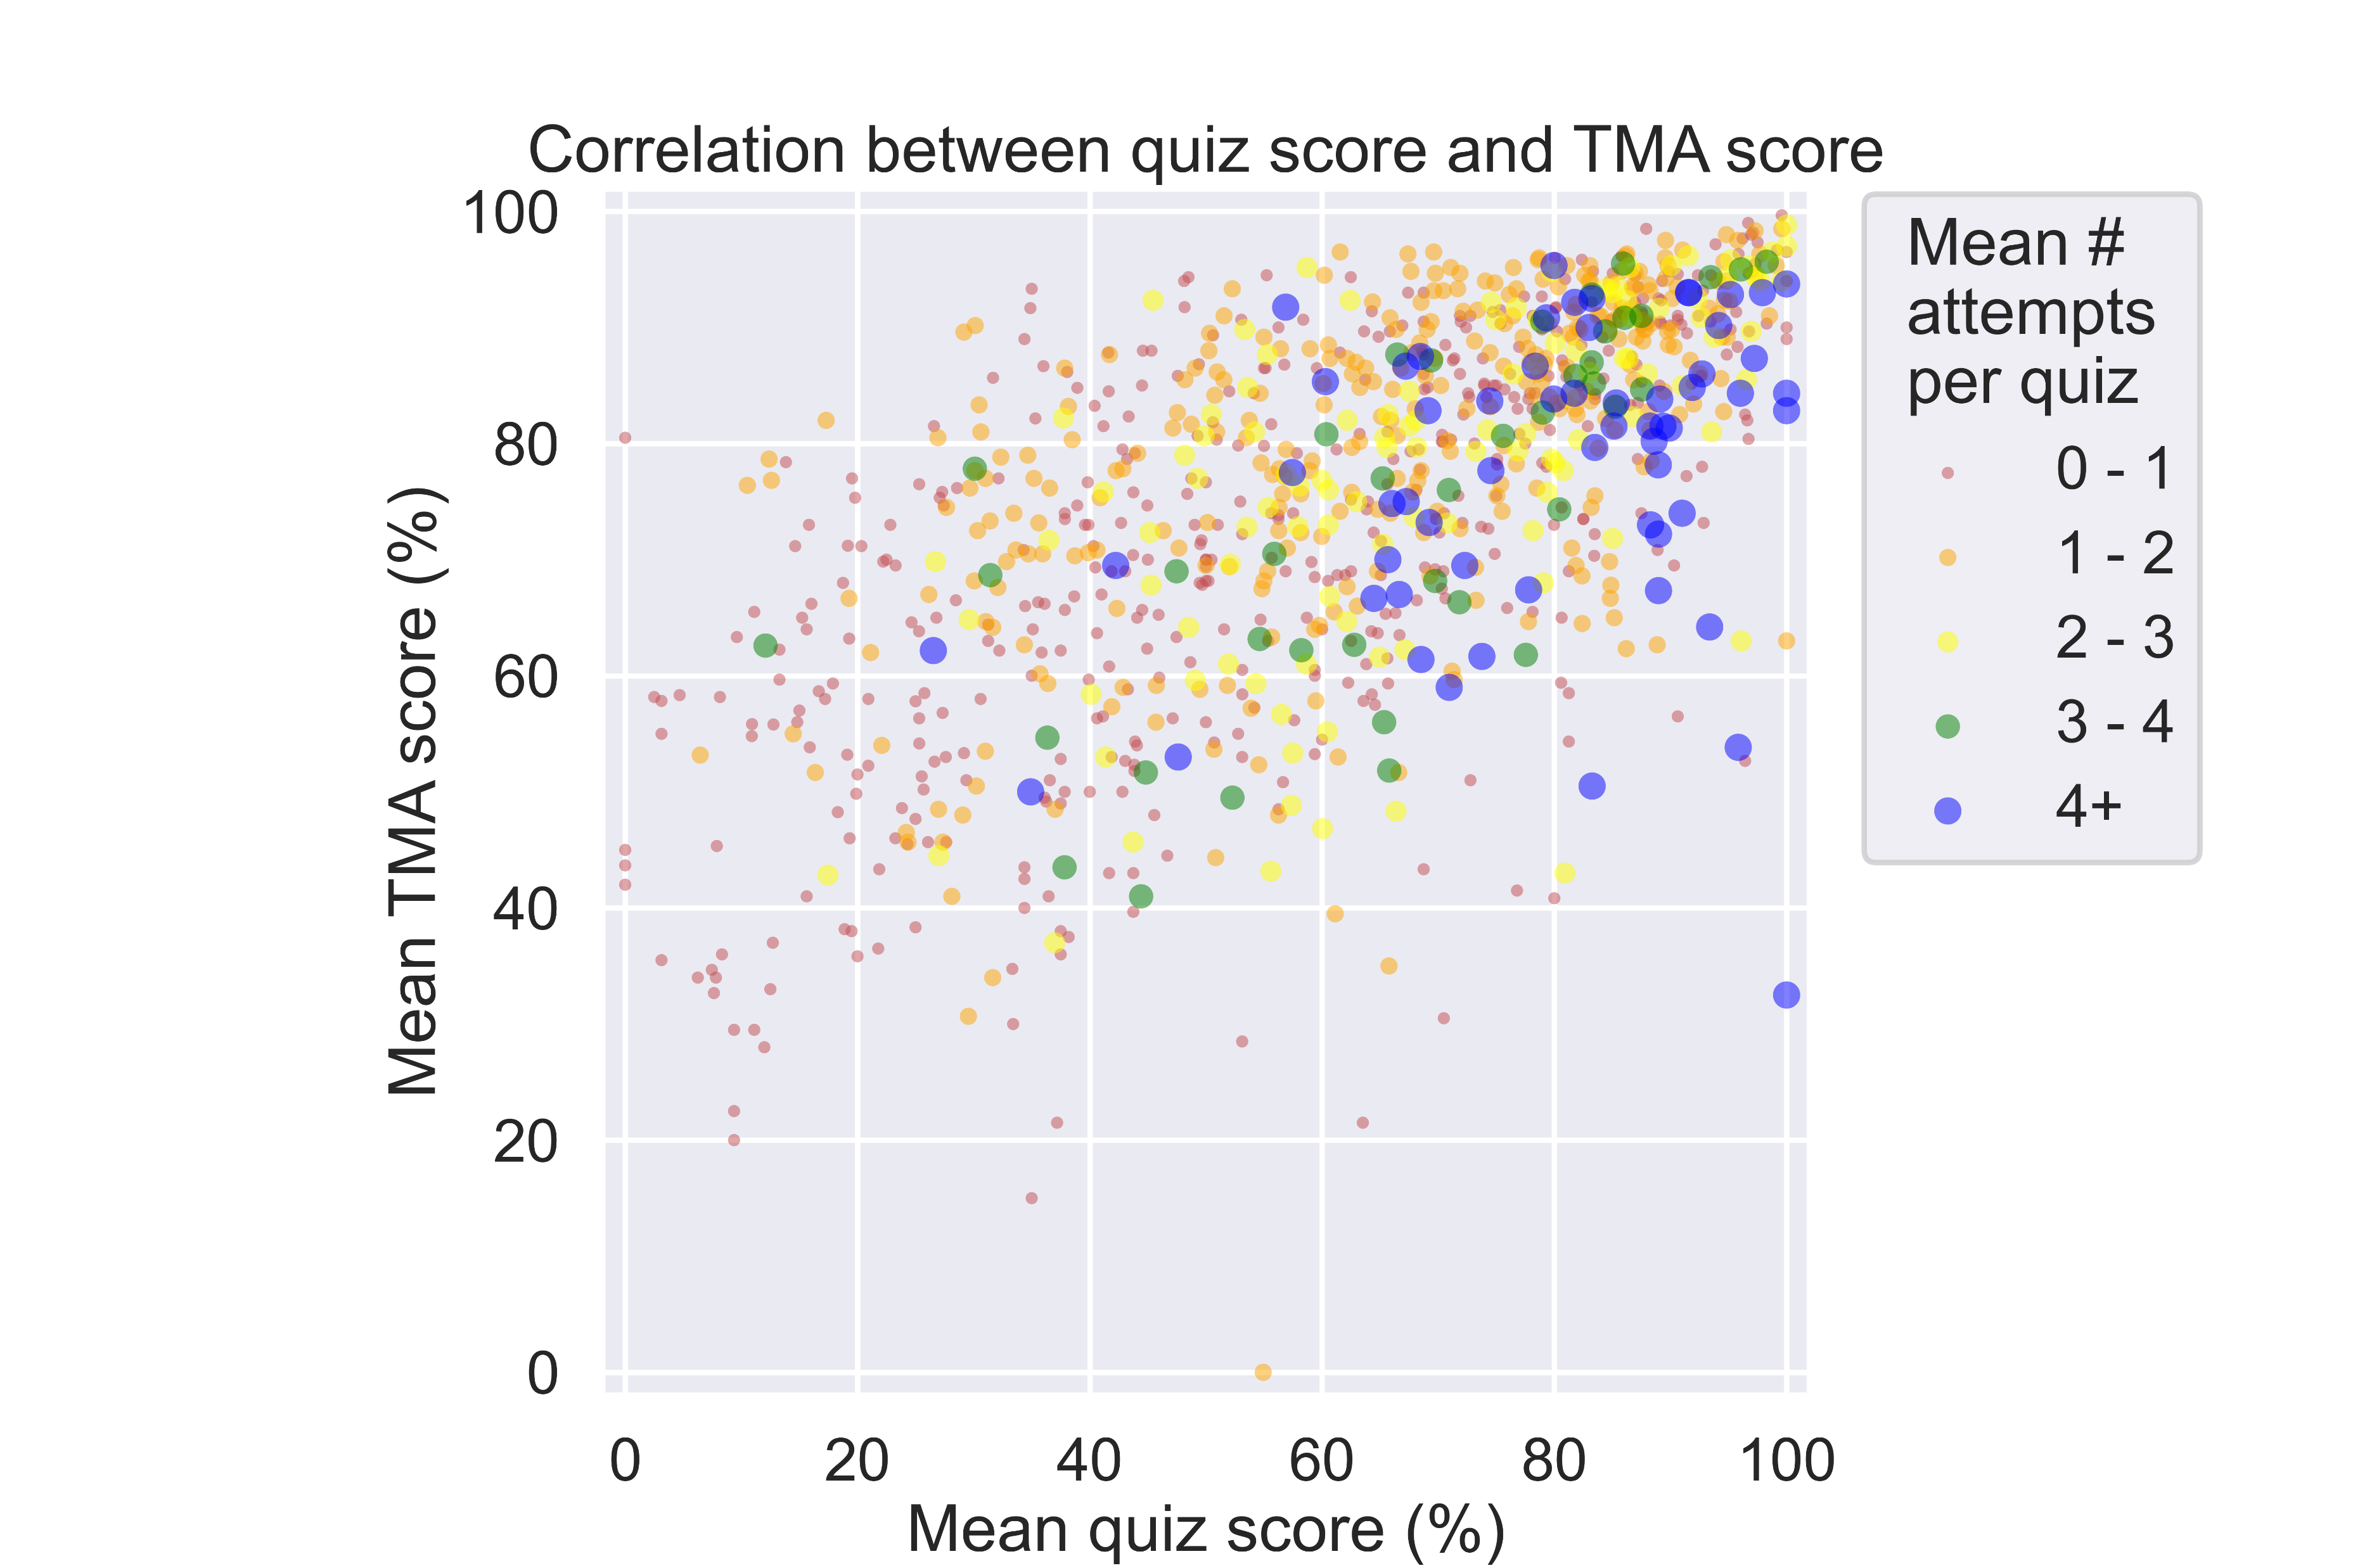 Correlation between quiz score and TMA score
100
80
60
40
20
0
Mean TMA score (%)
0 20 40 60 80 100
Mean quiz score (%)
Mean #
attempts
per quiz
0 - 1
1 - 2
2 - 3
3 - 4
4+